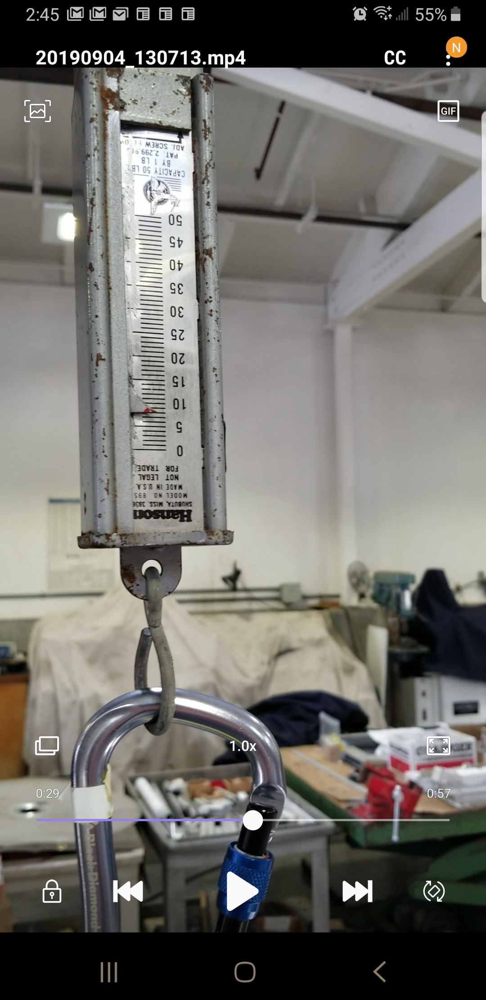 2:45
55%
20190904_130713.mp4
CC
N
GIF
ADJ. SCREW
PAT. 2,299,96
BY 1 LB.
CAPACITY 50 LB
50
45
40
35
30
25
20
15
10
5
0
FOR TRADE
NOT LEGAL
MADE IN U.S.A.
MODEL NO. 895
SHUBUTA, MISS. 3936
Hanson
1.0x
0:29
0:57
Black Diamond